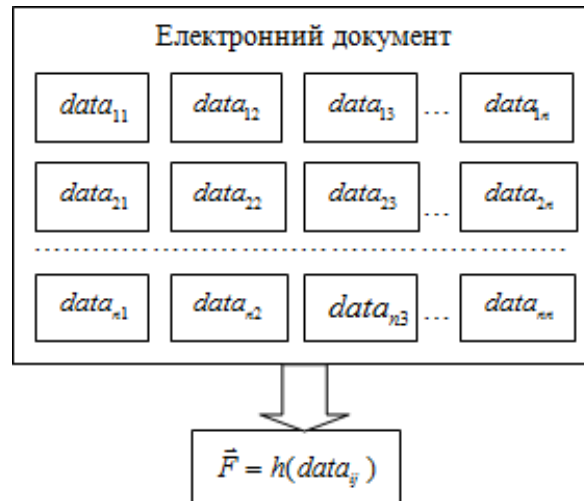 Електронний документ
data₁₁ data₁₂ data₁₃ ... data₁ₙ
data₂₁ data₂₂ data₂₃ ... data₂ₙ
dataₙ₁ dataₙ₂ dataₙ₃ ... dataₙₙ
F⃗ = h(dataᵢⱼ)